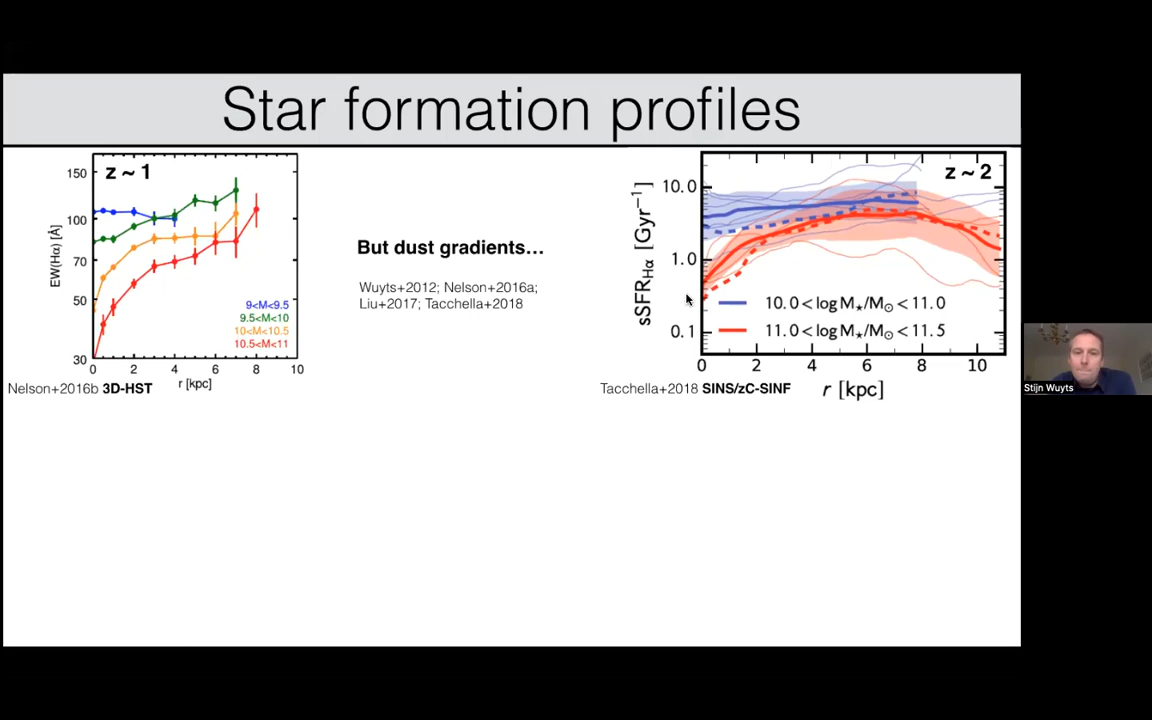 Star formation profiles
z ~ 1
150
100
70
50
30
EW(Hα) [Å]
9<M<9.5
9.5<M<10
10<M<10.5
10.5<M<11
0 2 4 6 8 10
r [kpc]
Nelson+2016b 3D-HST
But dust gradients...
Wuyts+2012; Nelson+2016a;
Liu+2017; Tacchella+2018
z ~ 2
10.0
1.0
0.1
sSFR_Hα [Gyr⁻¹]
10.0 < log M⋆/M⊙ < 11.0
11.0 < log M⋆/M⊙ < 11.5
0 2 4 6 8 10
r [kpc]
Tacchella+2018 SINS/zC-SINF
Stijn Wuyts